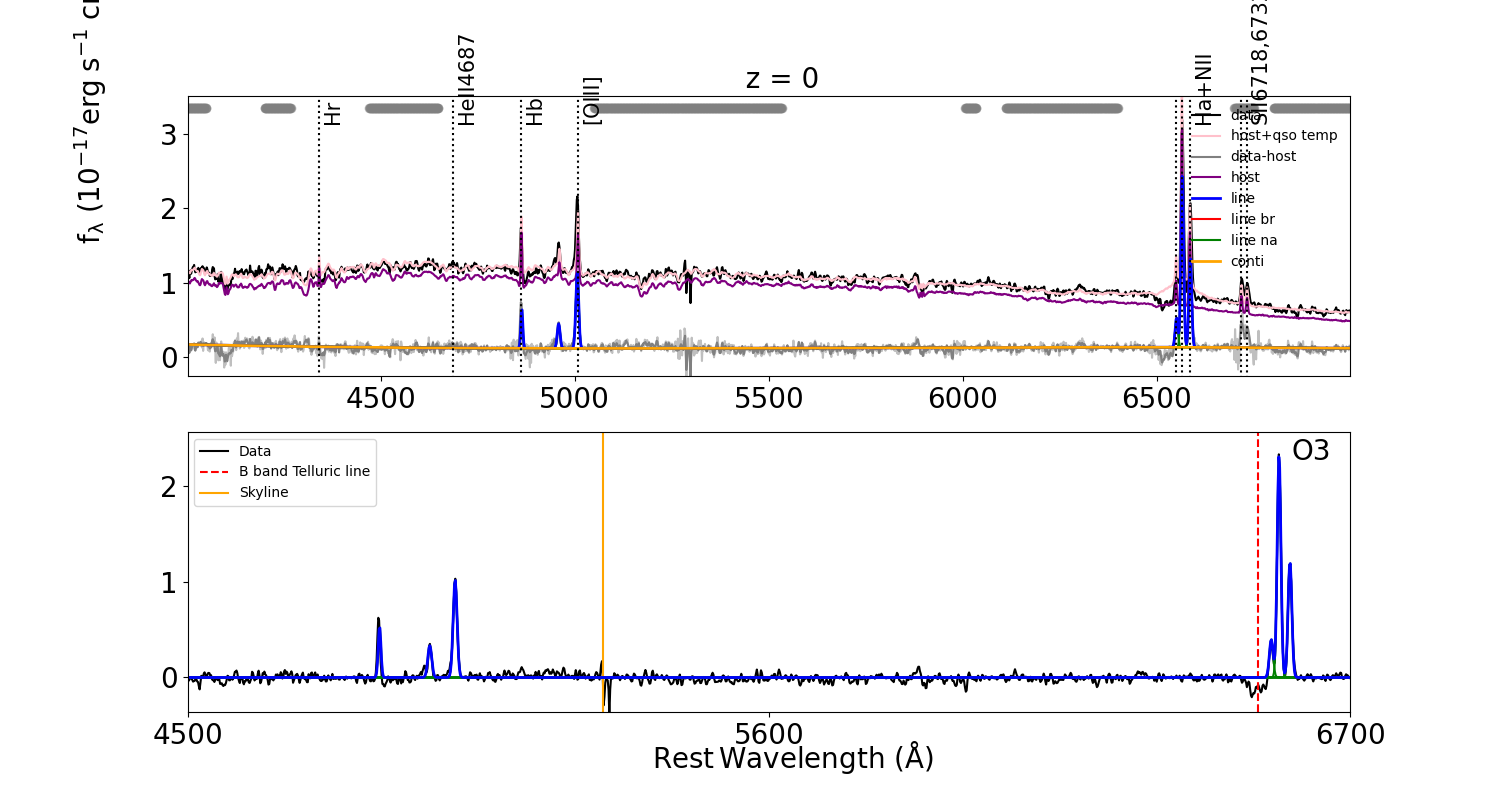 z = 0
fλ (10−17erg s−1 c
Hr
HeII4687
Hb
[OIII]
Ha+NII
SII6718,673
data
host+qso temp
data-host
host
line
line br
line na
conti
3
2
1
0
4500 5000 5500 6000 6500
Data
B band Telluric line
Skyline
O3
2
1
0
4500 5600 6700
Rest Wavelength (Å)